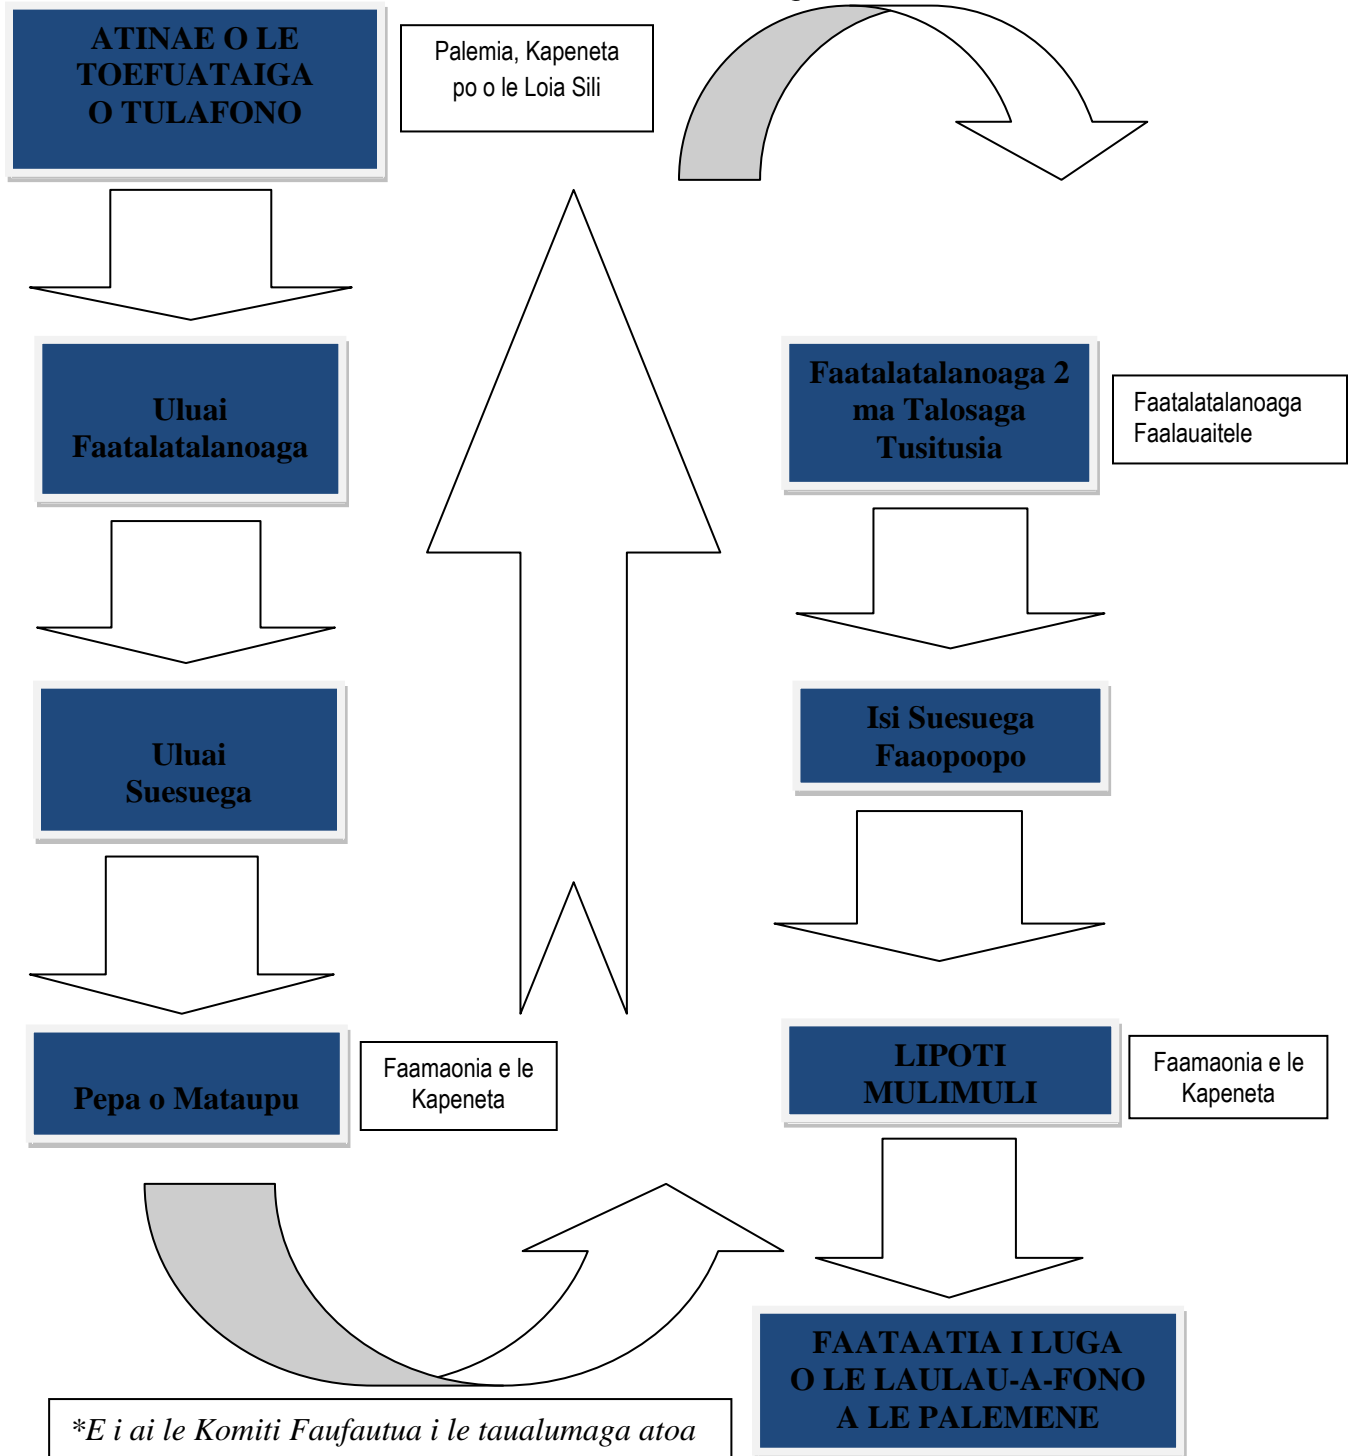 ATINAE O LE
TOEFUATAIGA
O TULAFONO
Palemia, Kapeneta
po o le Loia Sili
Uluai
Faatalatalanoaga
Uluai
Suesuega
Pepa o Mataupu
Faamaonia e le
Kapeneta
Faatalatalanoaga 2
ma Talosaga
Tusitusia
Faatalatalanoaga
Faalauaitele
Isi Suesuega
Faaopoopo
LIPOTI
MULIMULI
Faamaonia e le
Kapeneta
FAATAATIA I LUGA
O LE LAULAU-A-FONO
A LE PALEMENE
*E i ai le Komiti Faufautua i le taualumaga atoa